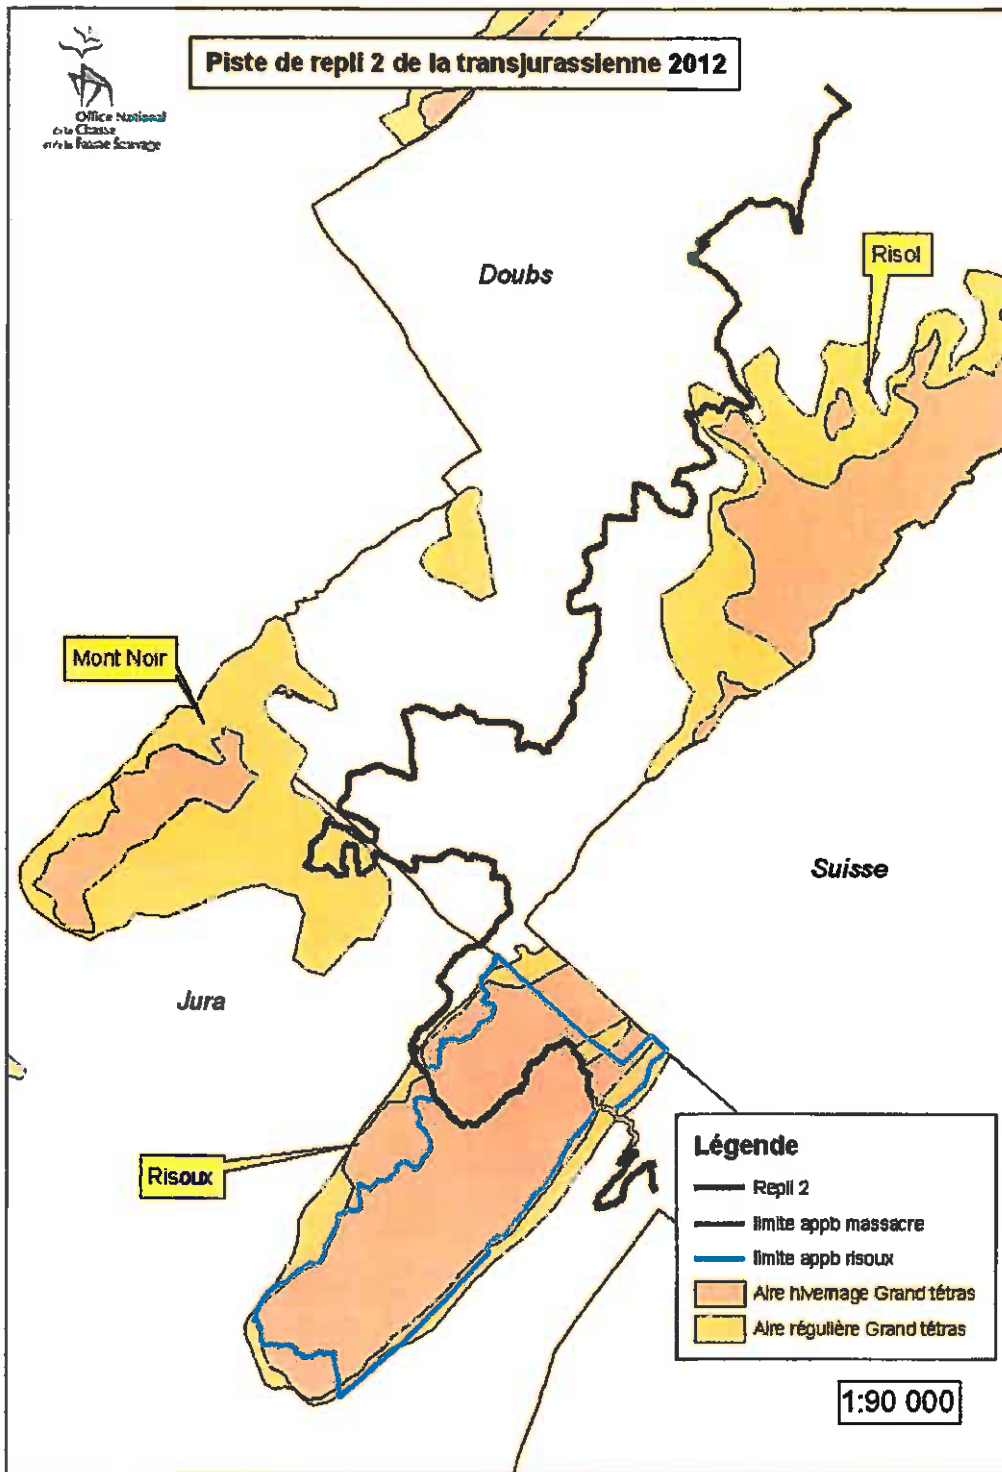 Piste de repli 2 de la transjurassienne 2012
Office National
de la Chasse
et de la Faune Sauvage
Doubs
Risol
Mont Noir
Suisse
Jura
Risoux
Légende
Repli 2
limite appb massacre
limite appb risoux
Aire hivernage Grand tétras
Aire régulière Grand tétras
1:90 000